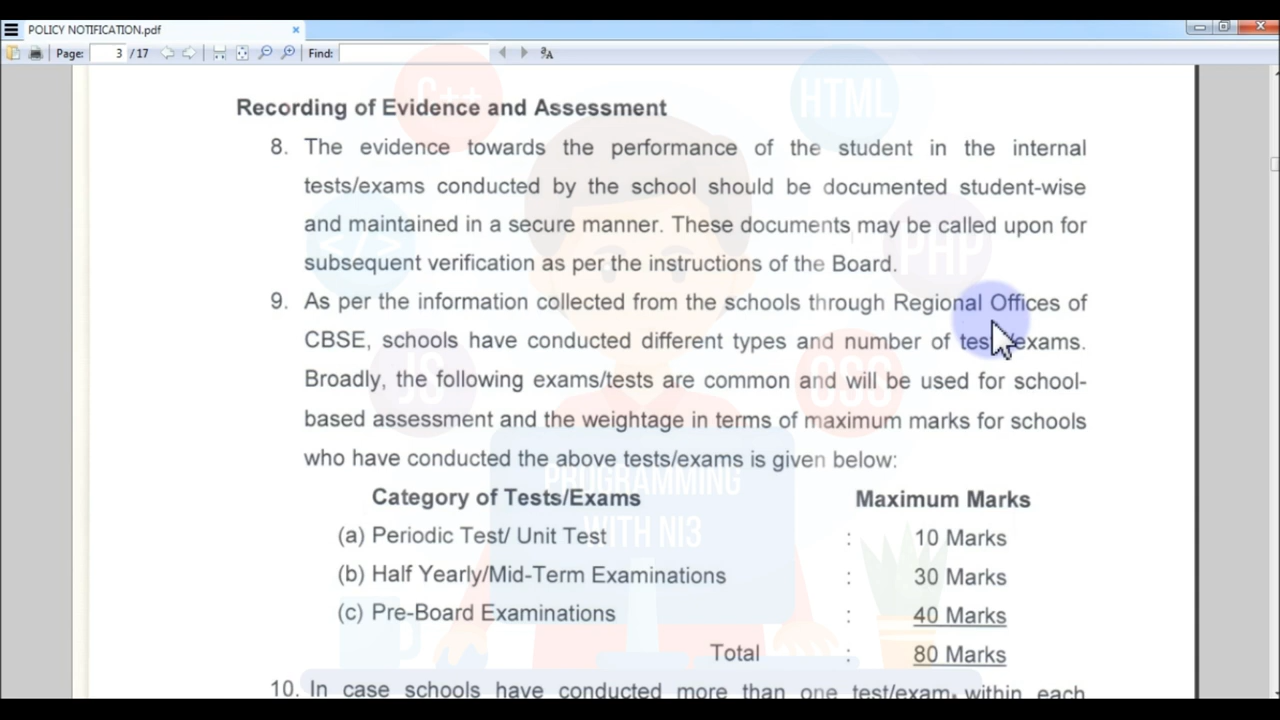 POLICY NOTIFICATION.pdf
Page: 3 / 17 Find:
Recording of Evidence and Assessment
8. The evidence towards the performance of the student in the internal
tests/exams conducted by the school should be documented student-wise
and maintained in a secure manner. These documents may be called upon for
subsequent verification as per the instructions of the Board.
9. As per the information collected from the schools through Regional Offices of
CBSE, schools have conducted different types and number of tests/exams.
Broadly, the following exams/tests are common and will be used for school-
based assessment and the weightage in terms of maximum marks for schools
who have conducted the above tests/exams is given below:
Category of Tests/Exams Maximum Marks
(a) Periodic Test/ Unit Test : 10 Marks
(b) Half Yearly/Mid-Term Examinations : 30 Marks
(c) Pre-Board Examinations : 40 Marks
Total : 80 Marks
10. In case schools have conducted more than one test/exam within each
C++
HTML
</>
PHP
JS
CSS
PROGRAMMING
WITH NI3